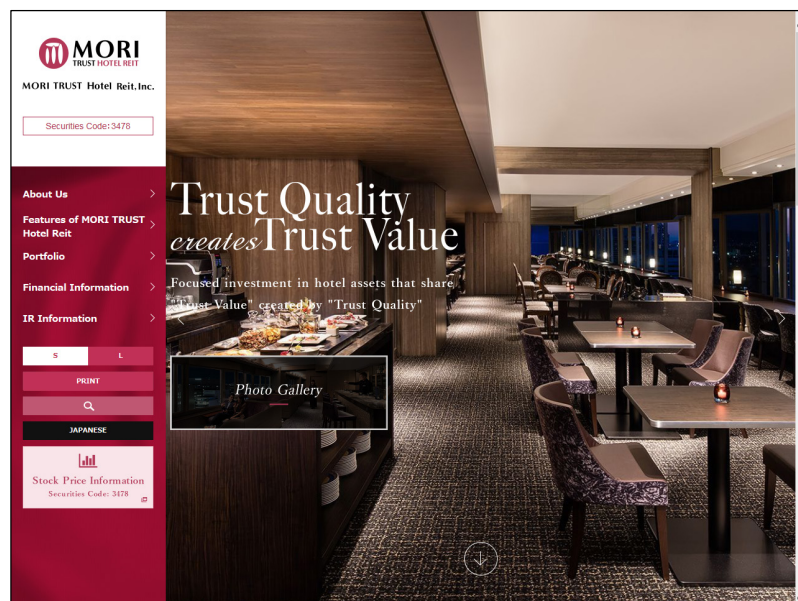 MORI
TRUST HOTEL REIT
MORI TRUST Hotel Reit, Inc.
Securities Code:3478
About Us
Features of MORI TRUST
Hotel Reit
Portfolio
Financial Information
IR Information
S L
PRINT
JAPANESE
Stock Price Information
Securities Code: 3478
Trust Quality
creates Trust Value
Focused investment in hotel assets that share
"Trust Value" created by "Trust Quality"
Photo Gallery